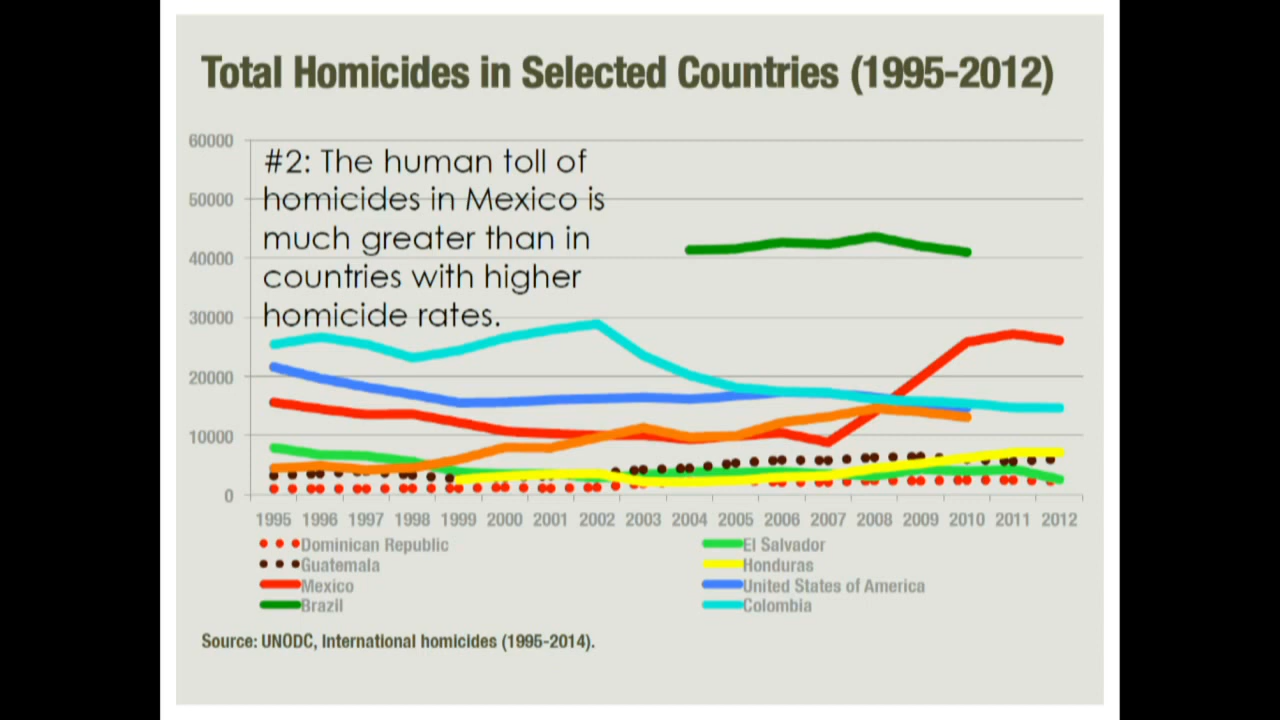 Total Homicides in Selected Countries (1995-2012)
60000
50000
40000
30000
20000
10000
0
#2: The human toll of
homicides in Mexico is
much greater than in
countries with higher
homicide rates.
1995 1996 1997 1998 1999 2000 2001 2002 2003 2004 2005 2006 2007 2008 2009 2010 2011 2012
Dominican Republic El Salvador
Guatemala Honduras
Mexico United States of America
Brazil Colombia
Source: UNODC, International homicides (1995-2014).